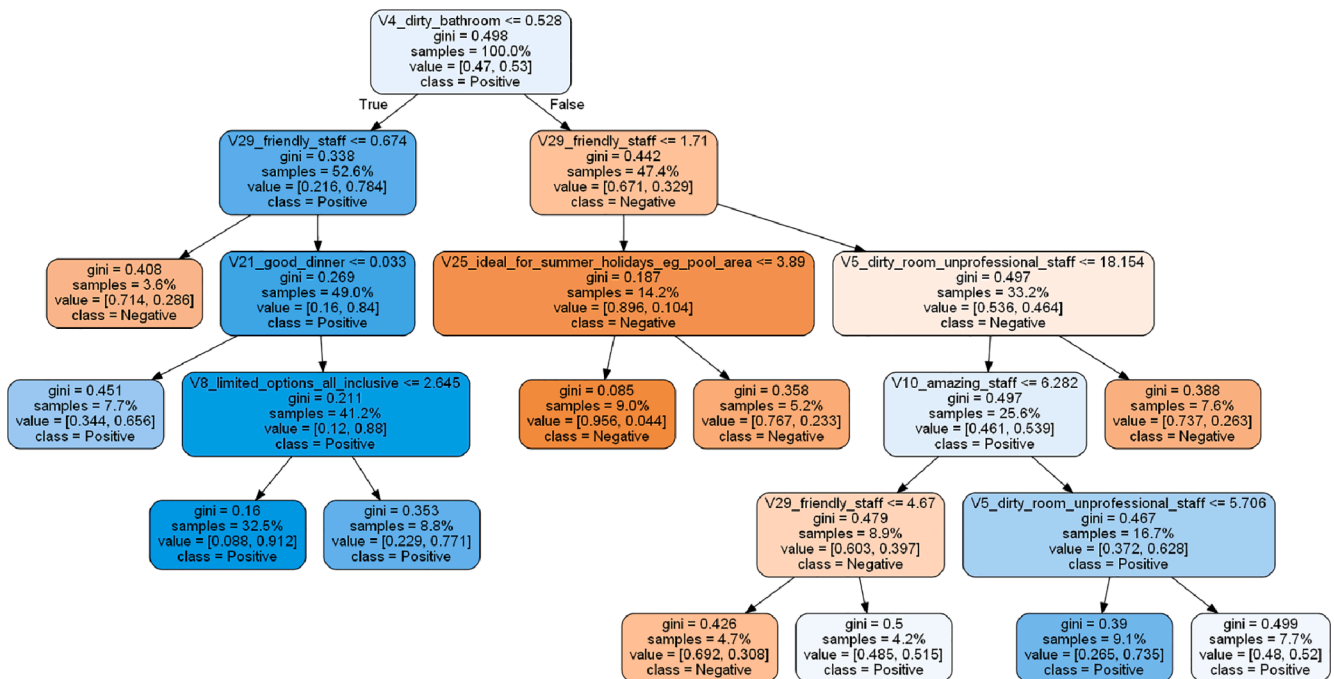 V4_dirty_bathroom <= 0.528
gini = 0.498
samples = 100.0%
value = [0.47, 0.53]
class = Positive
True
False
V29_friendly_staff <= 0.674
gini = 0.338
samples = 52.6%
value = [0.216, 0.784]
class = Positive
V29_friendly_staff <= 1.71
gini = 0.442
samples = 47.4%
value = [0.671, 0.329]
class = Negative
gini = 0.408
samples = 3.6%
value = [0.714, 0.286]
class = Negative
V21_good_dinner <= 0.033
gini = 0.269
samples = 49.0%
value = [0.16, 0.84]
class = Positive
V25_ideal_for_summer_holidays_eg_pool_area <= 3.89
gini = 0.187
samples = 14.2%
value = [0.896, 0.104]
class = Negative
V5_dirty_room_unprofessional_staff <= 18.154
gini = 0.497
samples = 33.2%
value = [0.536, 0.464]
class = Negative
gini = 0.451
samples = 7.7%
value = [0.344, 0.656]
class = Positive
V8_limited_options_all_inclusive <= 2.645
gini = 0.211
samples = 41.2%
value = [0.12, 0.88]
class = Positive
gini = 0.085
samples = 9.0%
value = [0.956, 0.044]
class = Negative
gini = 0.358
samples = 5.2%
value = [0.767, 0.233]
class = Negative
V10_amazing_staff <= 6.282
gini = 0.497
samples = 25.6%
value = [0.461, 0.539]
class = Positive
gini = 0.388
samples = 7.6%
value = [0.737, 0.263]
class = Negative
gini = 0.16
samples = 32.5%
value = [0.088, 0.912]
class = Positive
gini = 0.353
samples = 8.8%
value = [0.229, 0.771]
class = Positive
V29_friendly_staff <= 4.67
gini = 0.479
samples = 8.9%
value = [0.603, 0.397]
class = Negative
V5_dirty_room_unprofessional_staff <= 5.706
gini = 0.467
samples = 16.7%
value = [0.372, 0.628]
class = Positive
gini = 0.426
samples = 4.7%
value = [0.692, 0.308]
class = Negative
gini = 0.5
samples = 4.2%
value = [0.485, 0.515]
class = Positive
gini = 0.39
samples = 9.1%
value = [0.265, 0.735]
class = Positive
gini = 0.499
samples = 7.7%
value = [0.48, 0.52]
class = Positive